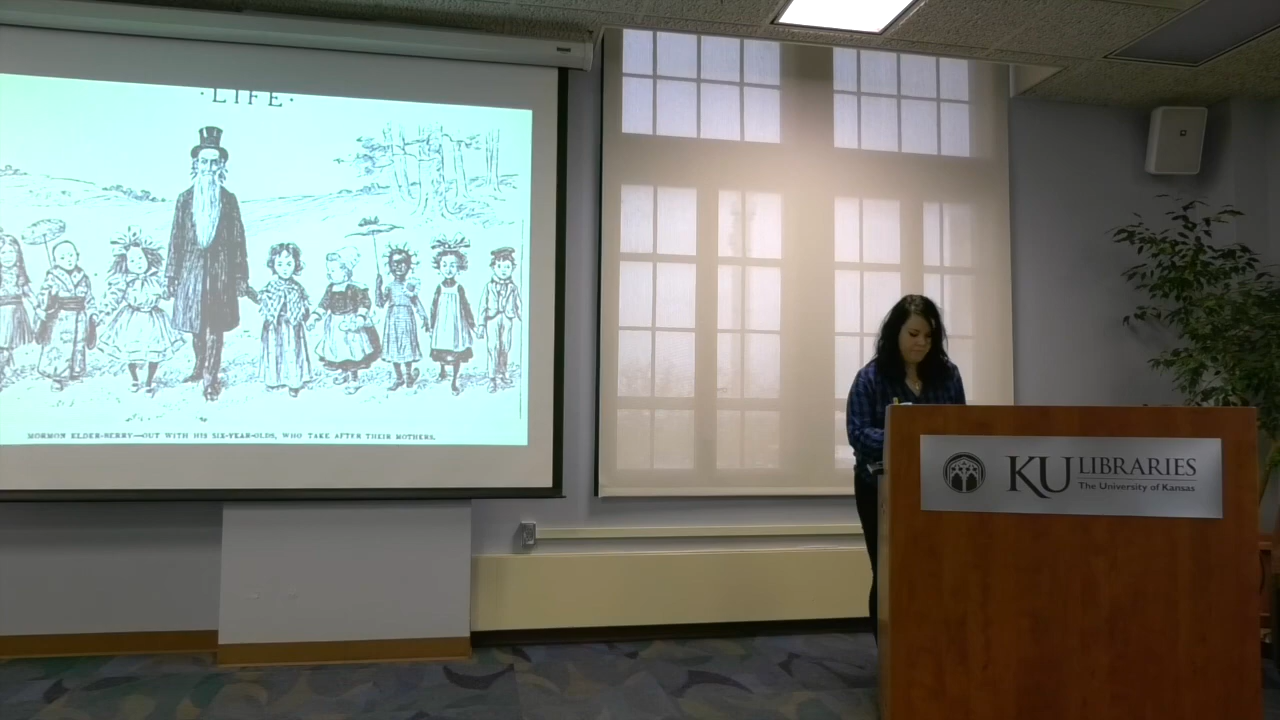 ·LIFE·
MORMON ELDER-BERRY—OUT WITH HIS SIX-YEAR-OLDS, WHO TAKE AFTER THEIR MOTHERS.
KU LIBRARIES
The University of Kansas